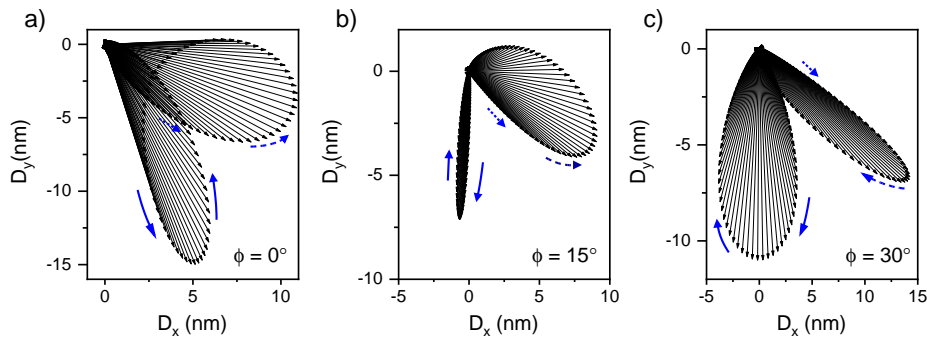 a)
b)
c)
0
-5
-10
-15
D_y (nm)
0
5
10
D_x (nm)
ϕ = 0°
0
-5
-10
D_y (nm)
-5
0
5
10
D_x (nm)
ϕ = 15°
0
-5
-10
D_y (nm)
-5
0
5
10
15
D_x (nm)
ϕ = 30°